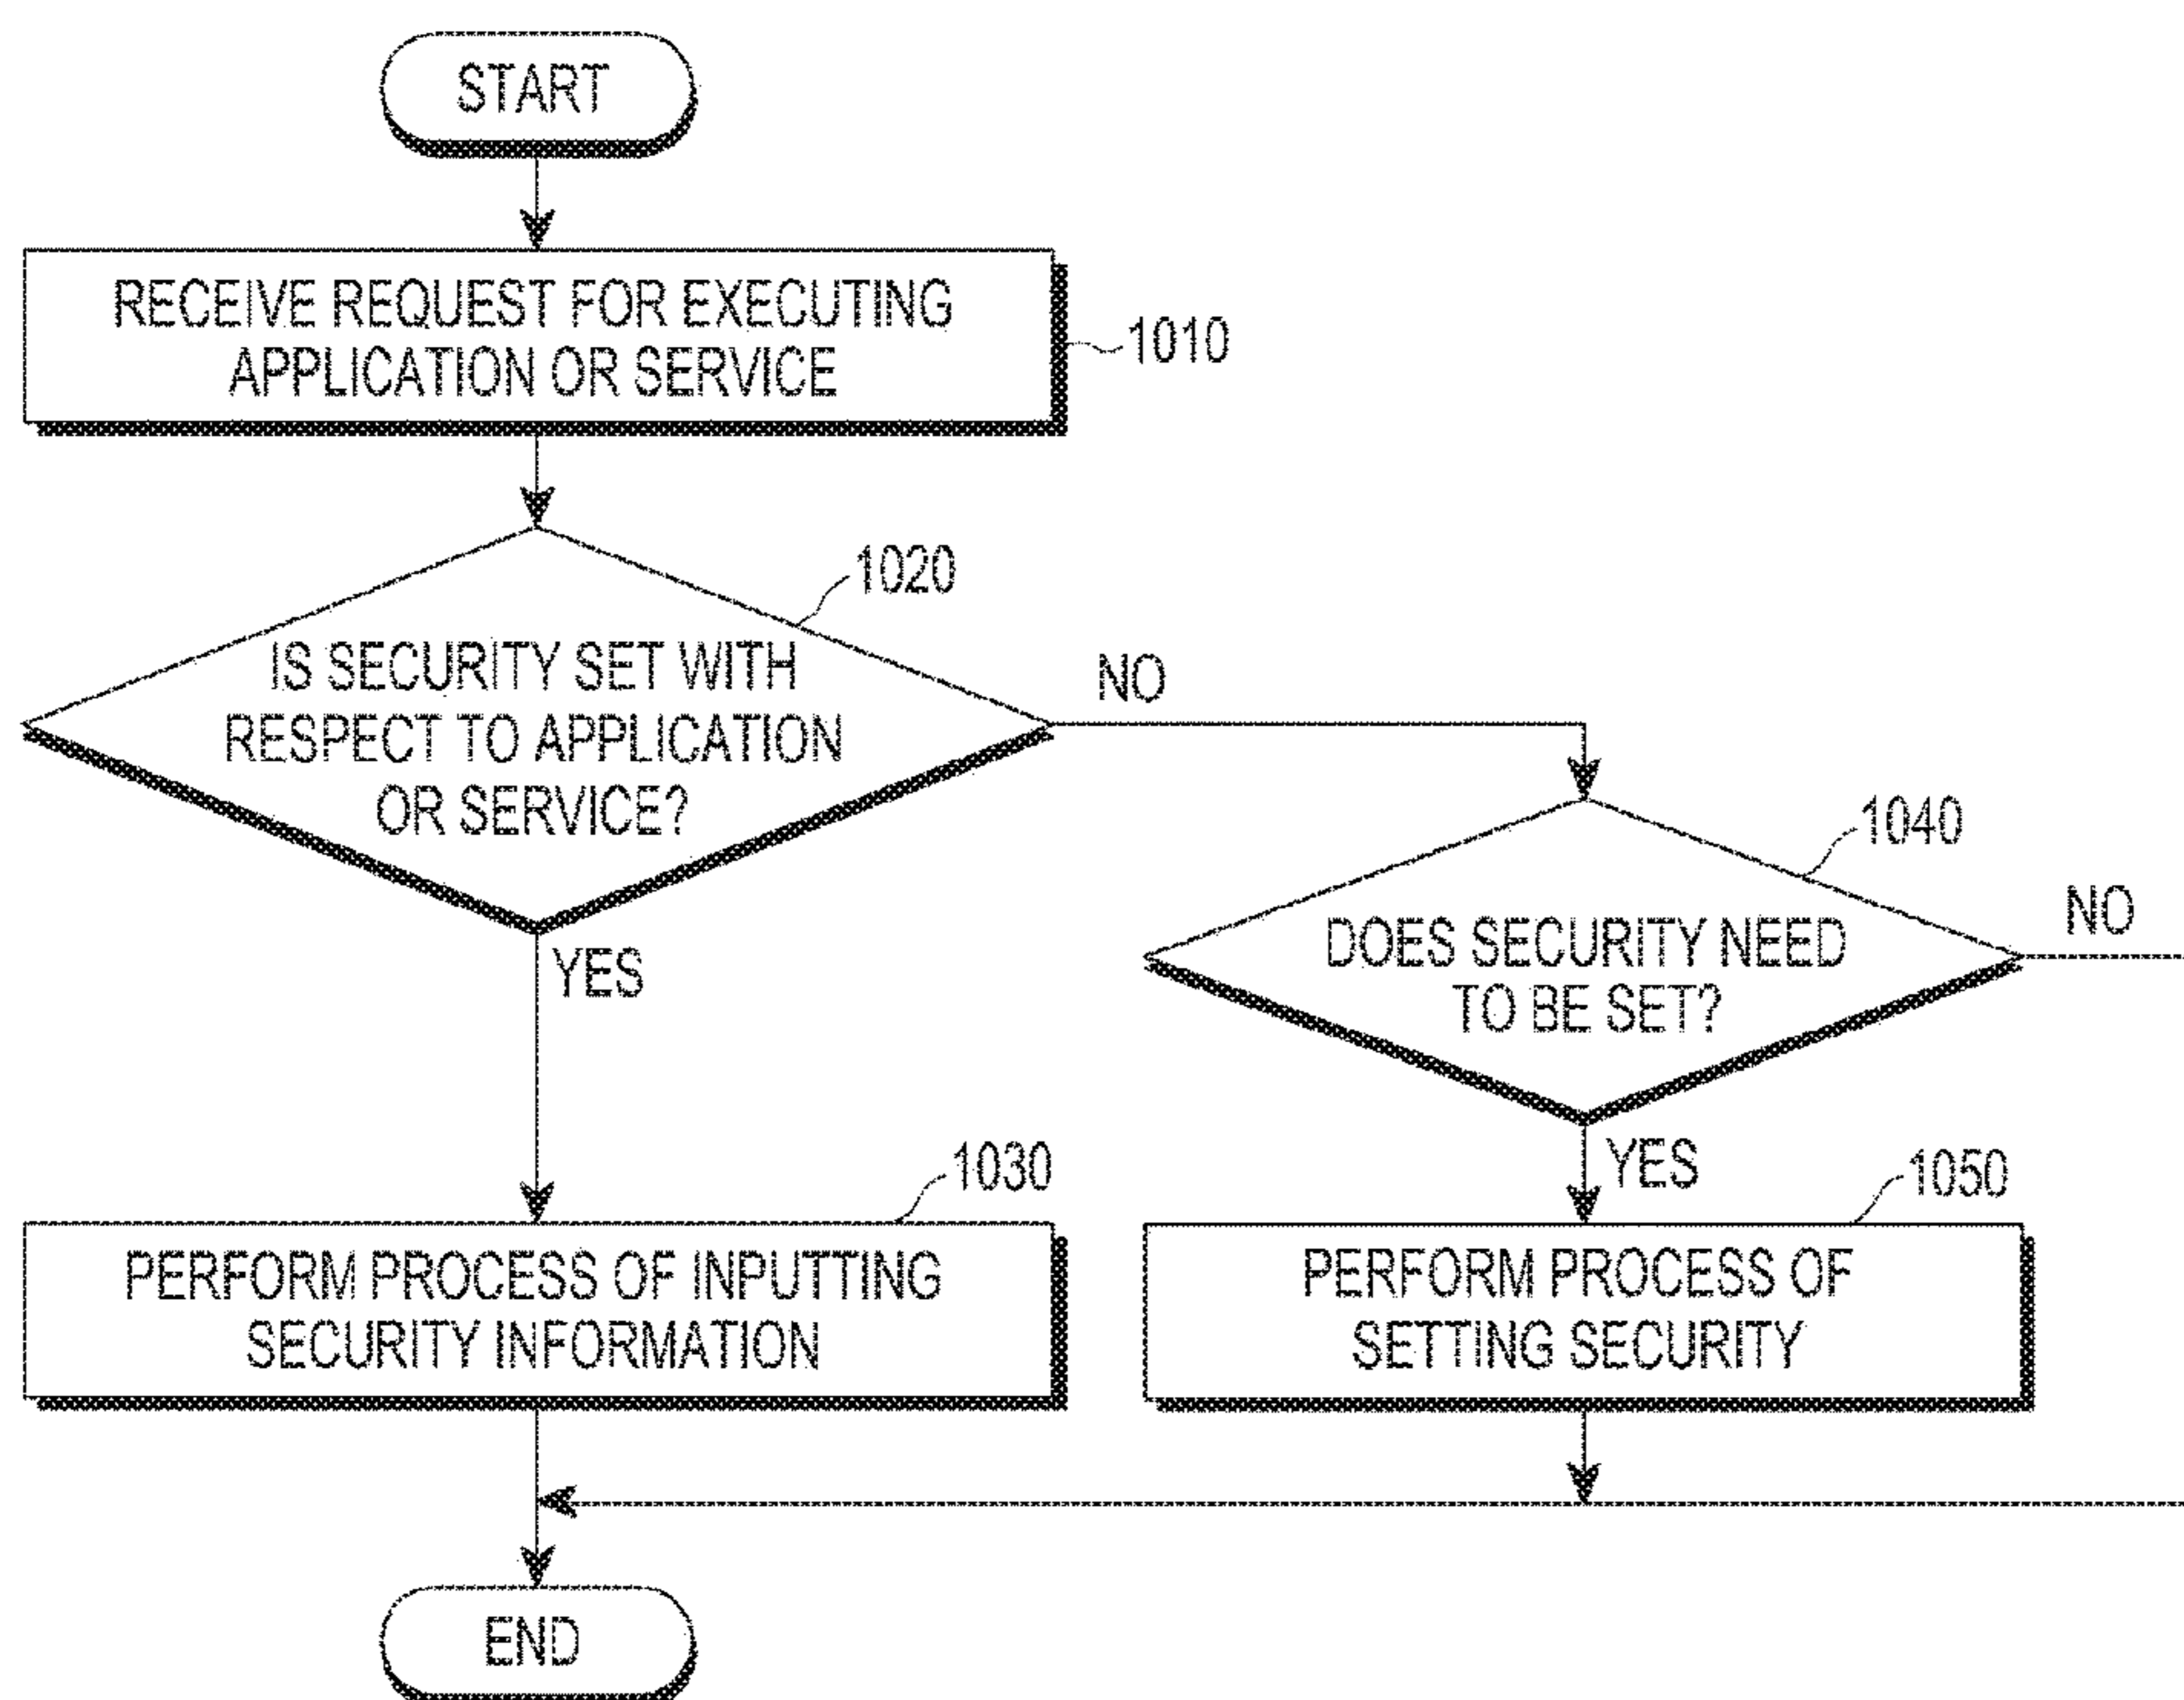 START
RECEIVE REQUEST FOR EXECUTING
APPLICATION OR SERVICE
1010
1020
IS SECURITY SET WITH
RESPECT TO APPLICATION
OR SERVICE?
NO
YES
1040
DOES SECURITY NEED
TO BE SET?
NO
YES
1030
PERFORM PROCESS OF INPUTTING
SECURITY INFORMATION
1050
PERFORM PROCESS OF
SETTING SECURITY
END